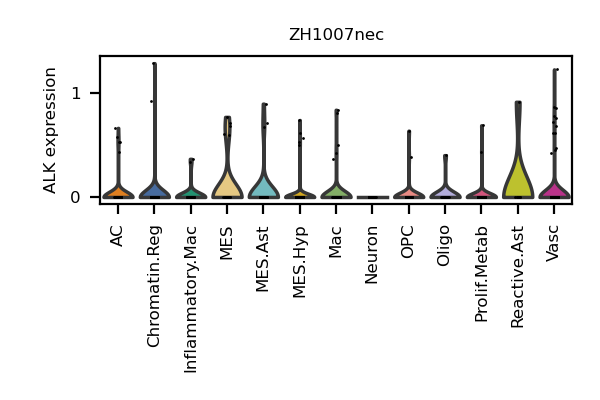 ZH1007nec
ALK expression
1
0
AC
Chromatin.Reg
Inflammatory.Mac
MES
MES.Ast
MES.Hyp
Mac
Neuron
OPC
Oligo
Prolif.Metab
Reactive.Ast
Vasc